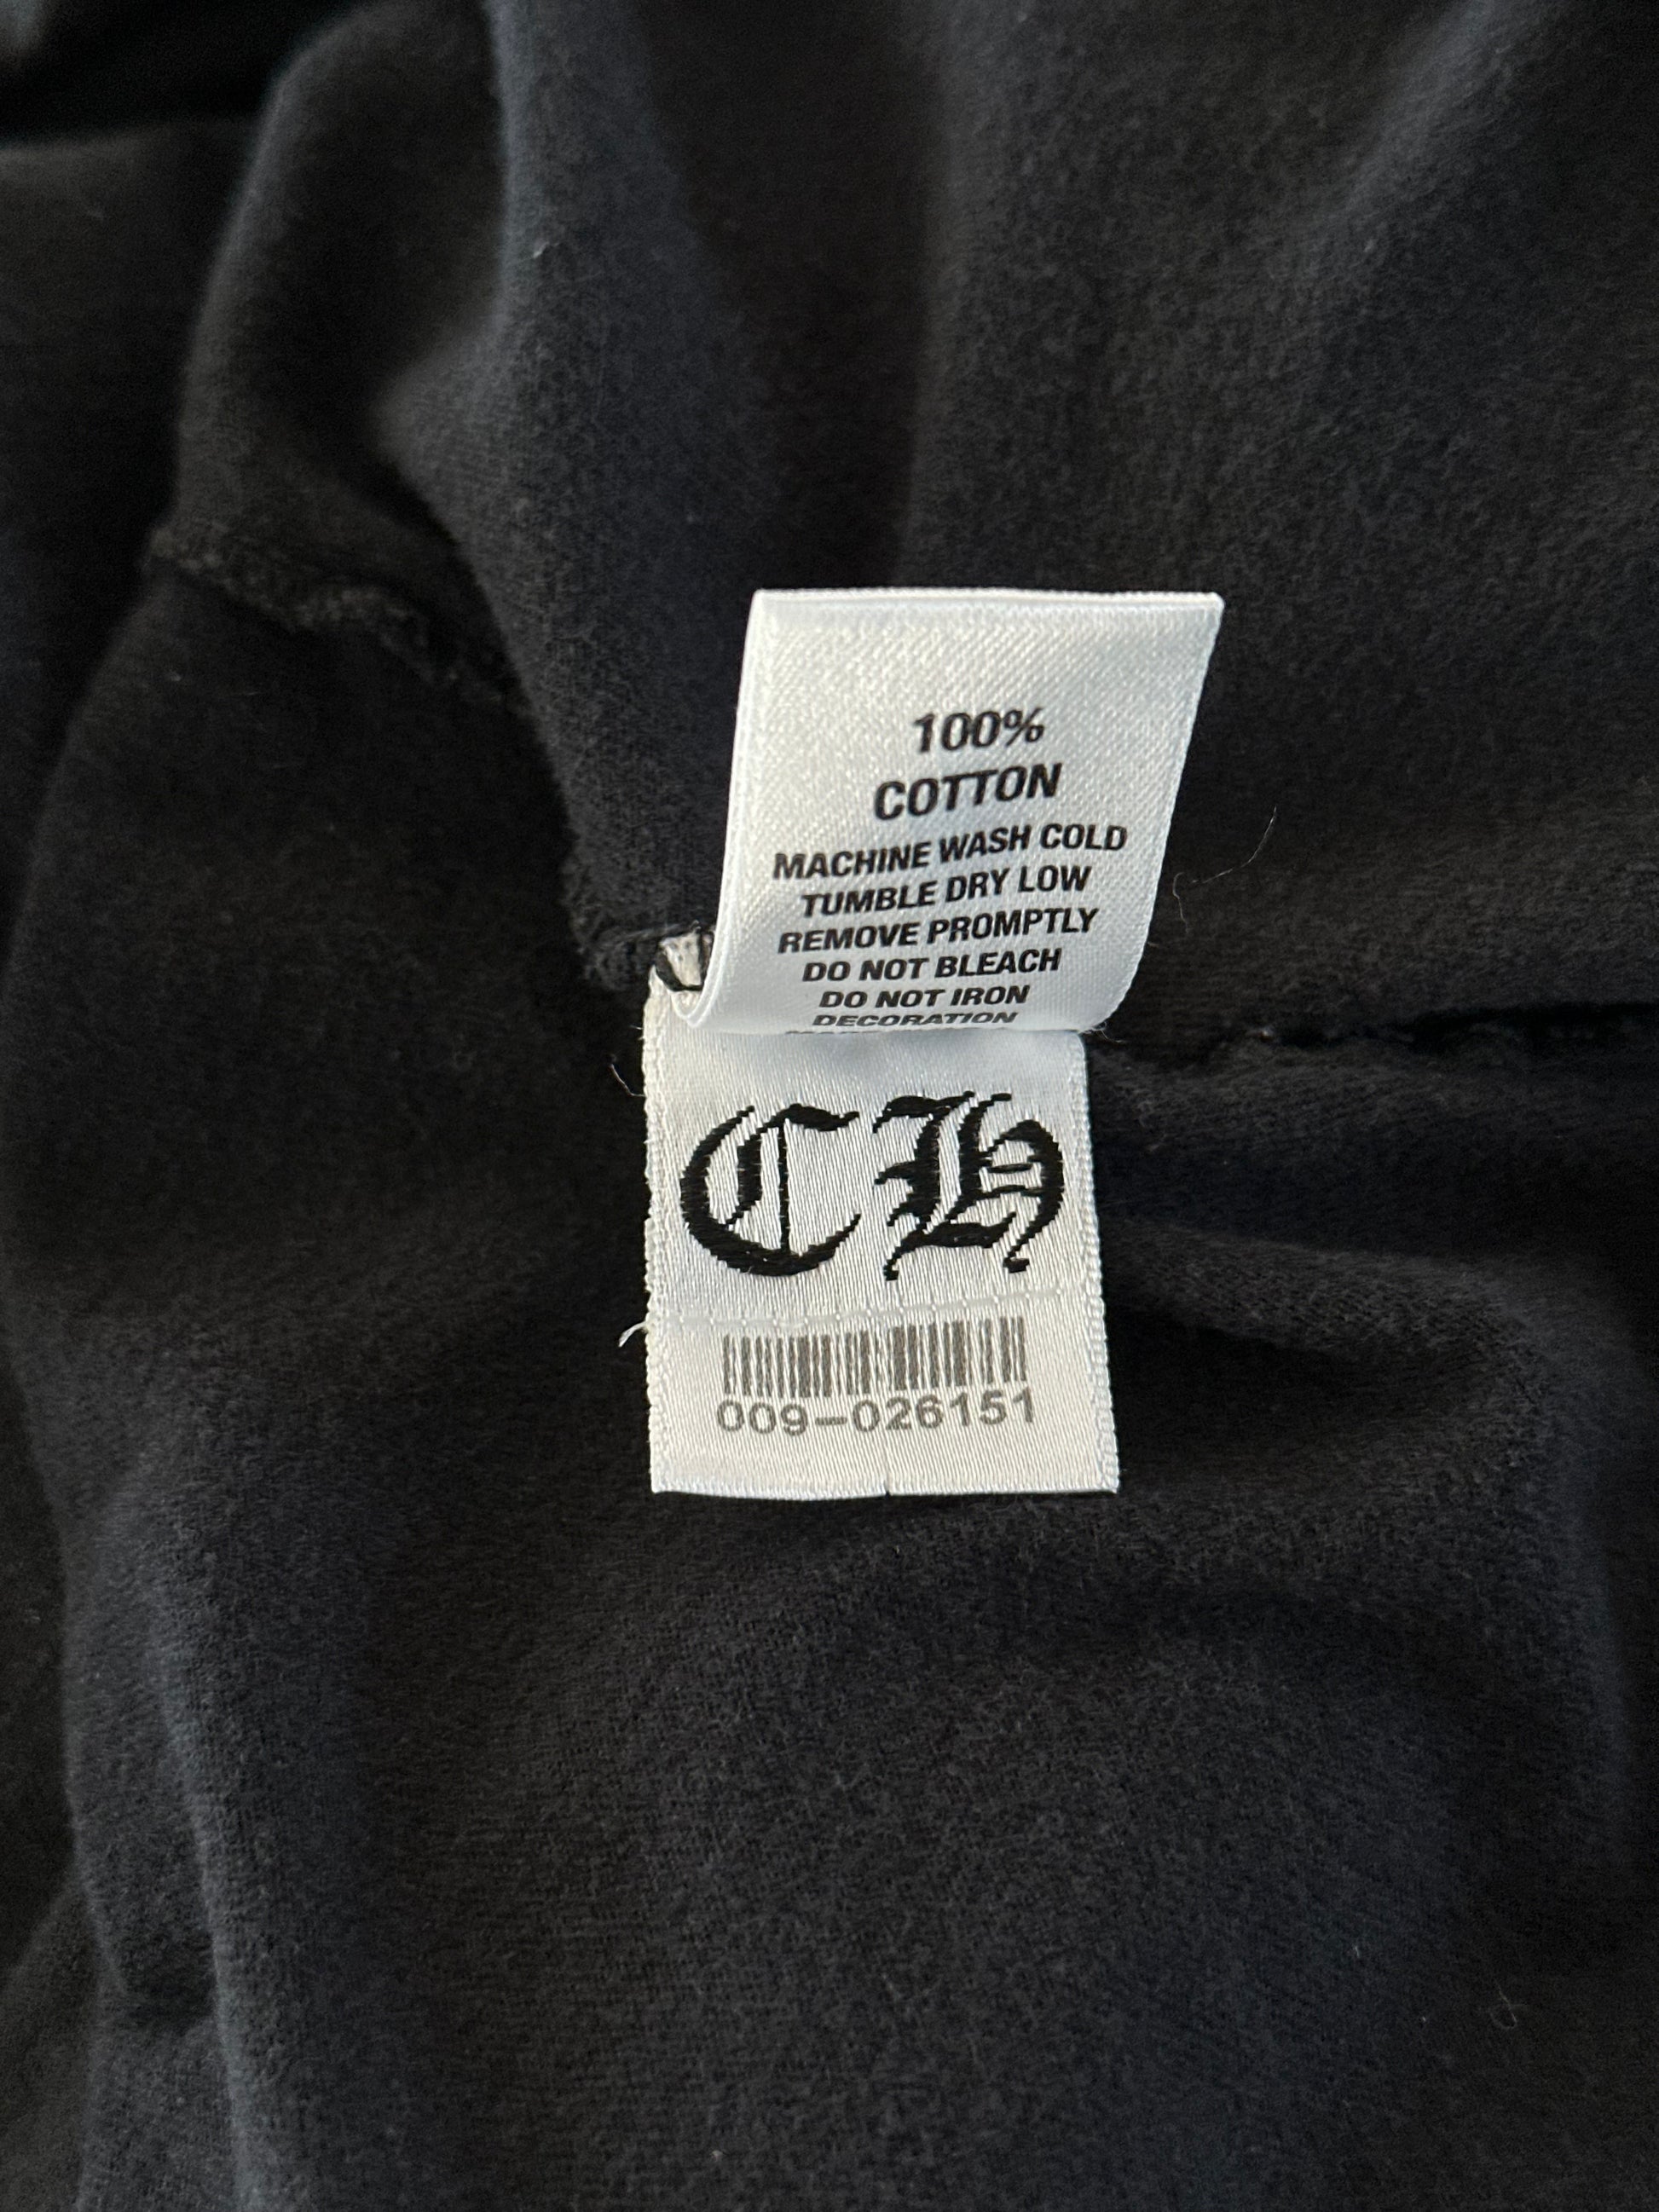 100%
COTTON
MACHINE WASH COLD
TUMBLE DRY LOW
REMOVE PROMPTLY
DO NOT BLEACH
DO NOT IRON
DECORATION
CH
009-026151